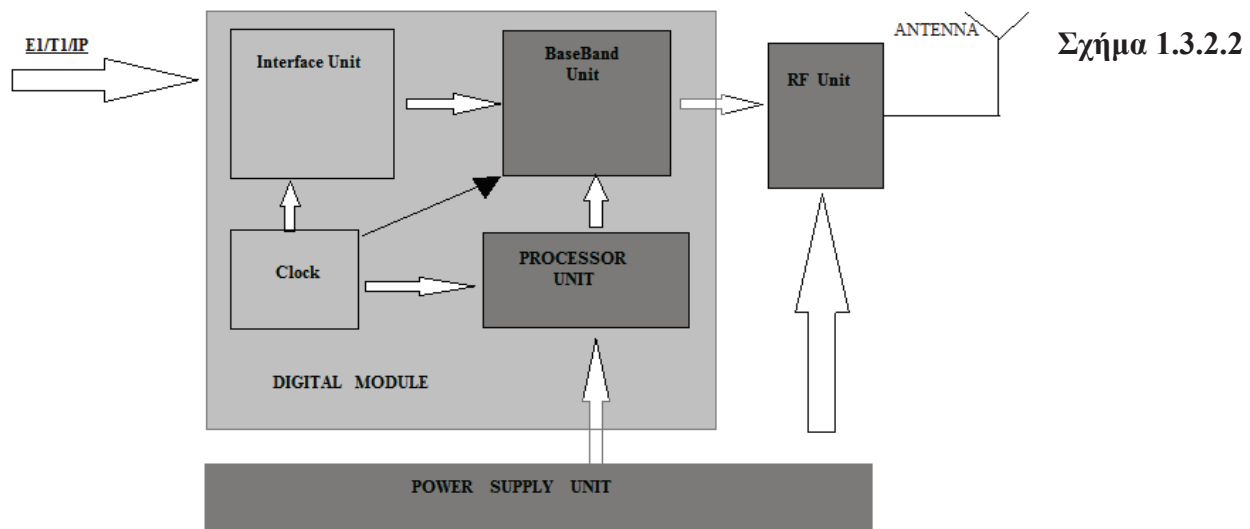 E1/T1/IP
Interface Unit
BaseBand
Unit
ANTENNA
Σχήμα 1.3.2.2
RF Unit
Clock
PROCESSOR
UNIT
DIGITAL MODULE
POWER SUPPLY UNIT